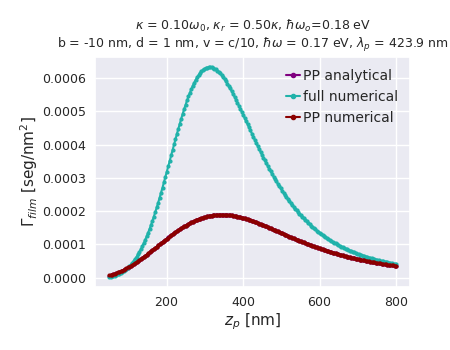 κ = 0.10ω₀, κᵣ = 0.50κ, ħωₒ=0.18 eV
b = -10 nm, d = 1 nm, v = c/10, ħω = 0.17 eV, λₚ = 423.9 nm
PP analytical
full numerical
PP numerical
Γ_film [seg/nm²]
0.0006
0.0005
0.0004
0.0003
0.0002
0.0001
0.0000
200 400 600 800
zₚ [nm]